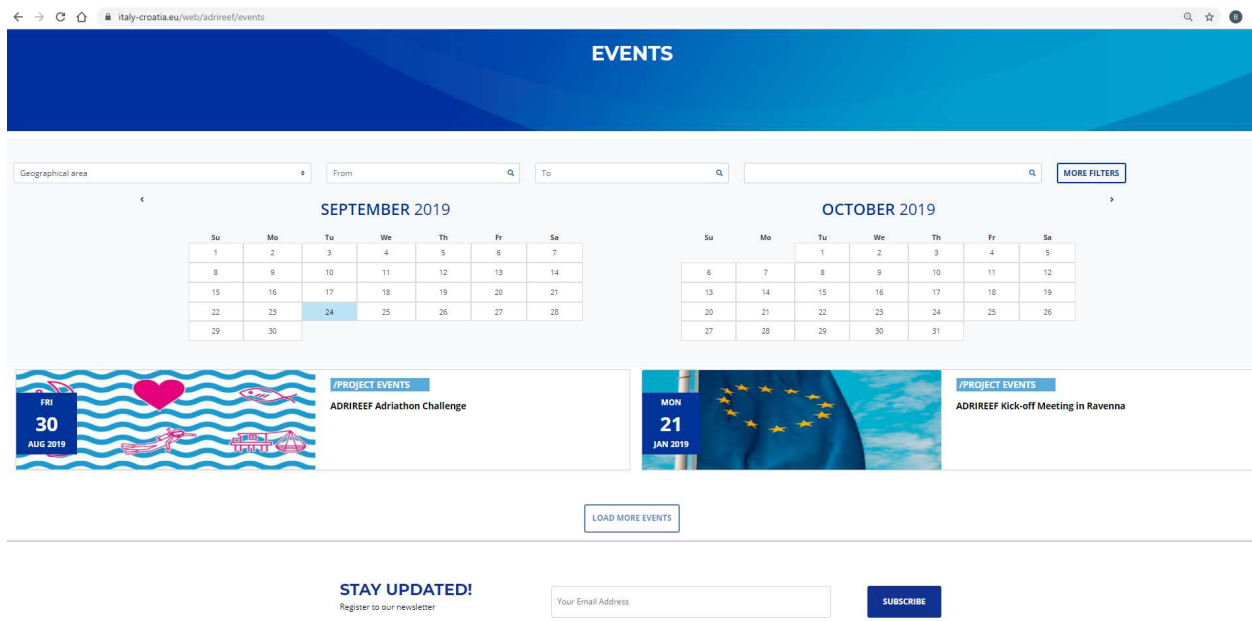 italy-croatia.eu/web/adrireef/events
B
EVENTS
Geographical area
From
To
MORE FILTERS
SEPTEMBER 2019
Su Mo Tu We Th Fr Sa
1 2 3 4 5 6 7
8 9 10 11 12 13 14
15 16 17 18 19 20 21
22 23 24 25 26 27 28
29 30
OCTOBER 2019
Su Mo Tu We Th Fr Sa
1 2 3 4 5
6 7 8 9 10 11 12
13 14 15 16 17 18 19
20 21 22 23 24 25 26
27 28 29 30 31
FRI
30
AUG 2019
/PROJECT EVENTS
ADRIREEF Adriathon Challenge
MON
21
JAN 2019
/PROJECT EVENTS
ADRIREEF Kick-off Meeting in Ravenna
LOAD MORE EVENTS
STAY UPDATED!
Register to our newsletter
Your Email Address
SUBSCRIBE